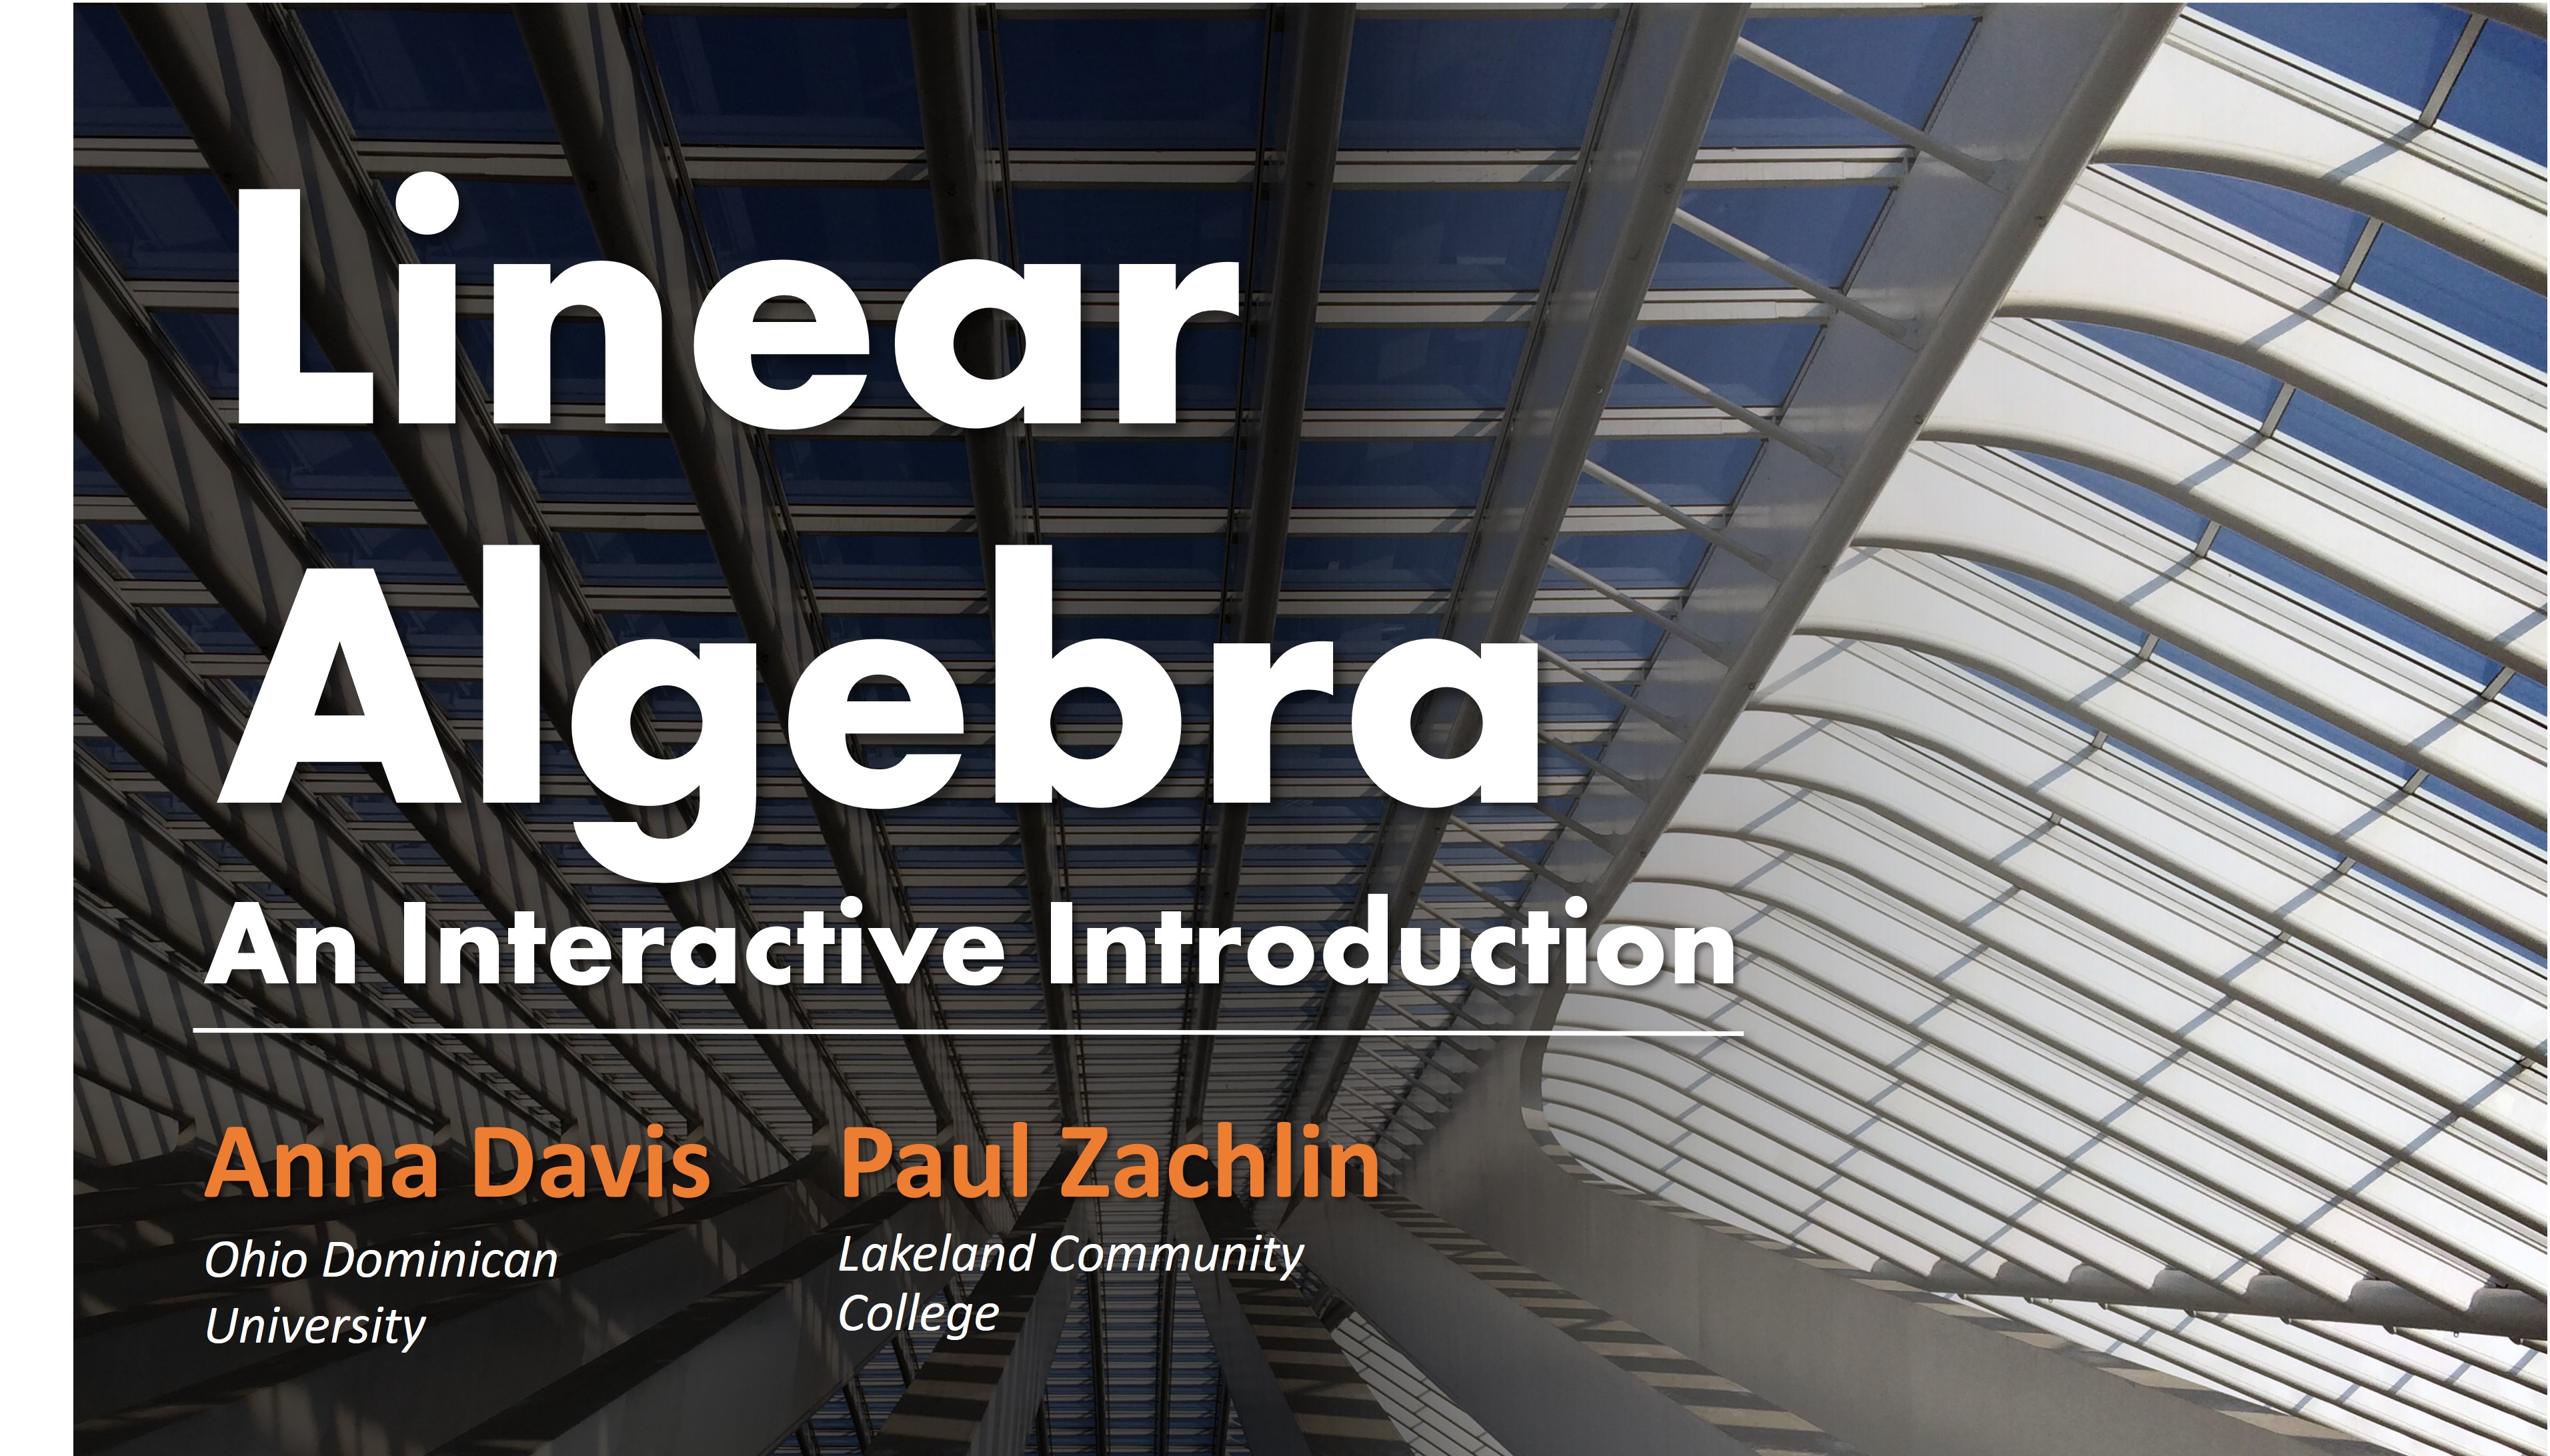 Linear
Algebra
An Interactive Introduction
Anna Davis
Ohio Dominican
University
Paul Zachlin
Lakeland Community
College